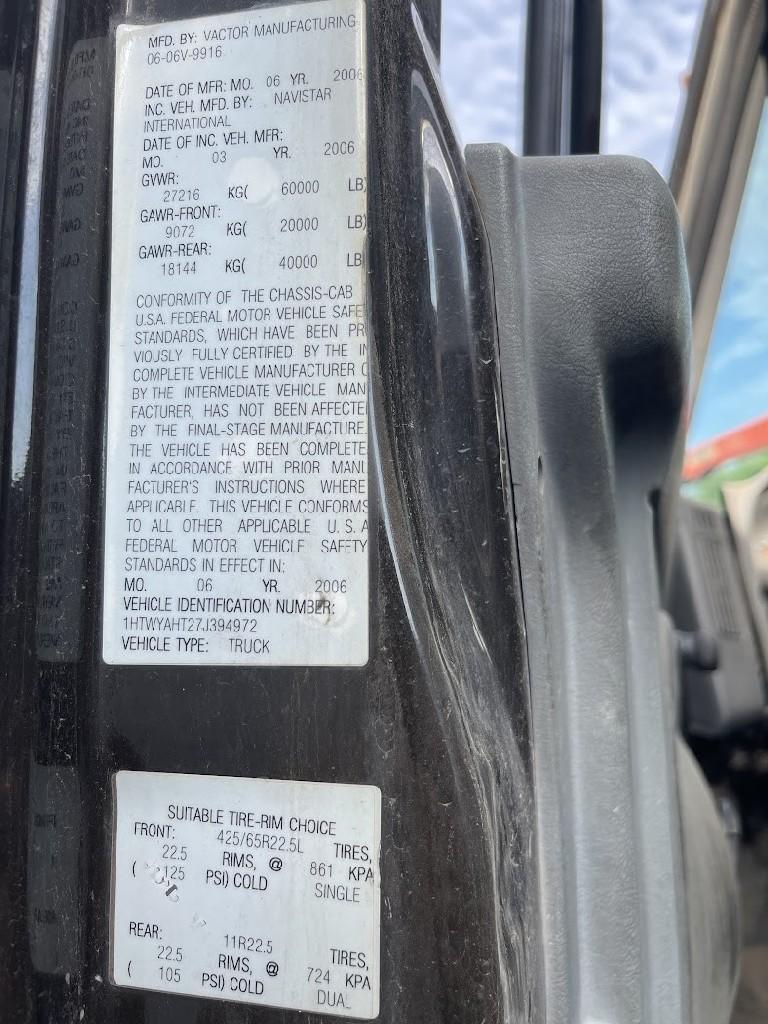 MFD. BY: VACTOR MANUFACTURING
06-06V-9916
DATE OF MFR: MO. 06 YR. 2006
INC. VEH. MFD. BY: NAVISTAR
INTERNATIONAL
DATE OF INC. VEH. MFR:
MO. 03 YR. 2006
GVWR:
27216 KG( 60000 LB)
GAWR-FRONT:
9072 KG( 20000 LB)
GAWR-REAR:
18144 KG( 40000 LB
CONFORMITY OF THE CHASSIS-CAB
U.S.A. FEDERAL MOTOR VEHICLE SAFE
STANDARDS, WHICH HAVE BEEN PR
VIOUSLY FULLY CERTIFIED BY THE IN
COMPLETE VEHICLE MANUFACTURER O
BY THE INTERMEDIATE VEHICLE MAN
FACTURER, HAS NOT BEEN AFFECTE
BY THE FINAL-STAGE MANUFACTURE
THE VEHICLE HAS BEEN COMPLETE
IN ACCORDANCE WITH PRIOR MANU
FACTURER'S INSTRUCTIONS WHERE
APPLICABLE. THIS VEHICLE CONFORMS
TO ALL OTHER APPLICABLE U. S. A
FEDERAL MOTOR VEHICLE SAFETY
STANDARDS IN EFFECT IN:
MO. 06 YR. 2006
VEHICLE IDENTIFICATION NUMBER:
1HTWYAHT27J394972
VEHICLE TYPE: TRUCK
SUITABLE TIRE-RIM CHOICE
FRONT: 425/65R22.5L TIRES,
22.5 RIMS, @ 861 KPA
( 125 PSI) COLD SINGLE
REAR: 11R22.5 TIRES,
22.5 RIMS, @ 724 KPA
( 105 PSI) COLD DUAL